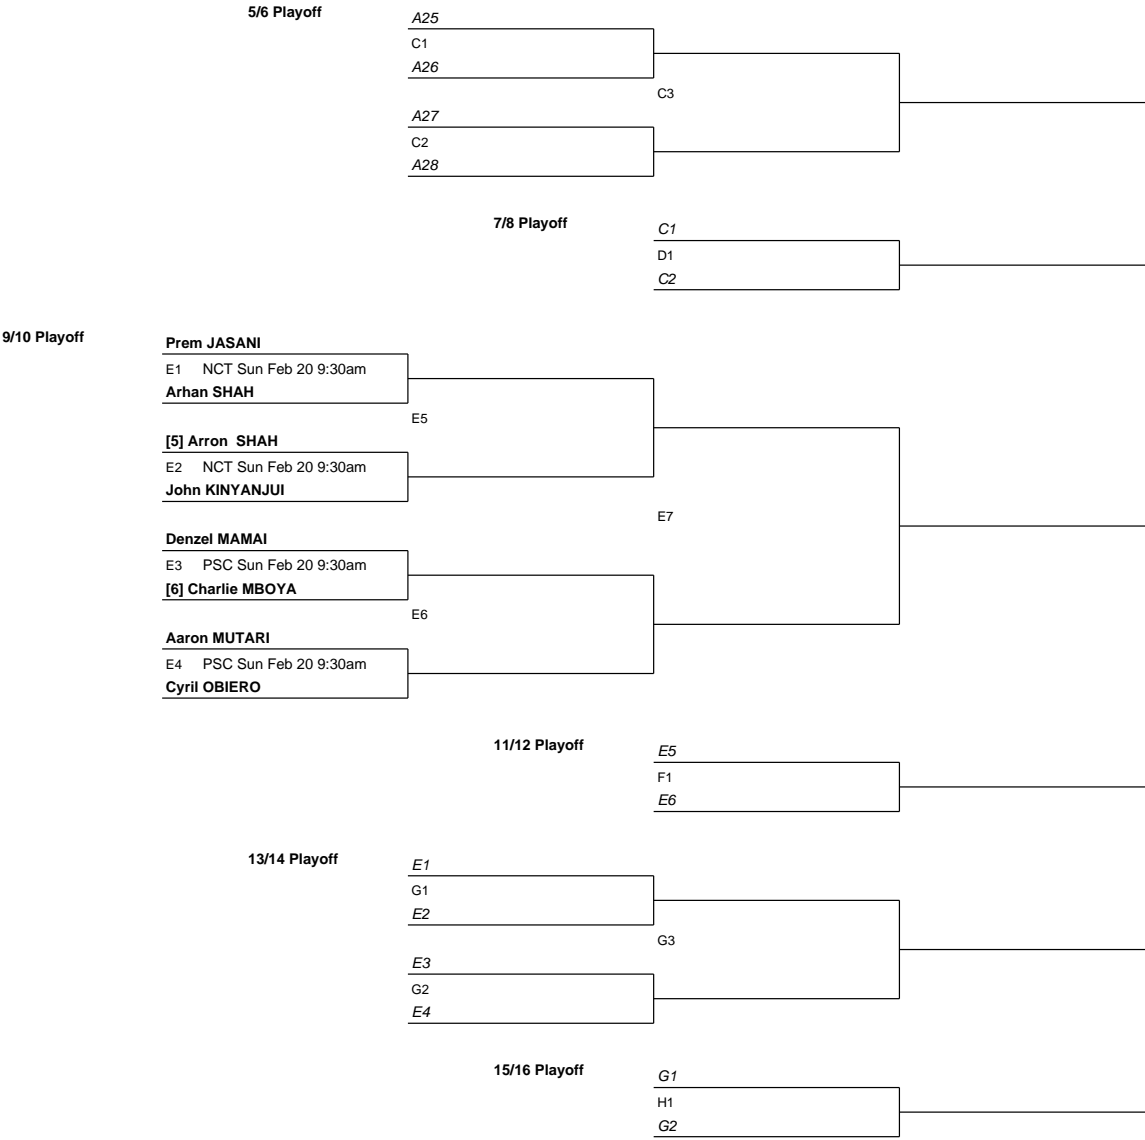 5/6 Playoff
A25
C1
A26
C3
A27
C2
A28
7/8 Playoff
C1
D1
C2
9/10 Playoff
Prem JASANI
E1 NCT Sun Feb 20 9:30am
Arhan SHAH
E5
[5] Arron  SHAH
E2 NCT Sun Feb 20 9:30am
John KINYANJUI
E7
Denzel MAMAI
E3 PSC Sun Feb 20 9:30am
[6] Charlie MBOYA
E6
Aaron MUTARI
E4 PSC Sun Feb 20 9:30am
Cyril OBIERO
11/12 Playoff
E5
F1
E6
13/14 Playoff
E1
G1
E2
G3
E3
G2
E4
15/16 Playoff
G1
H1
G2